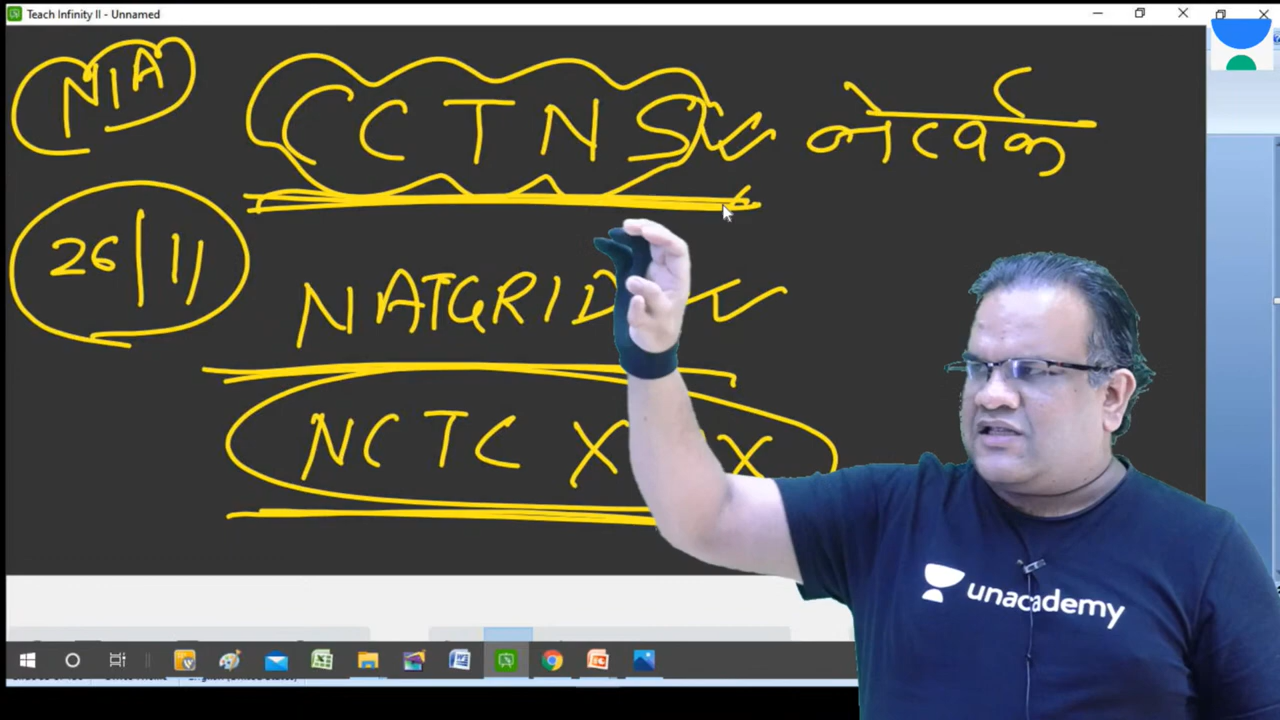 Teach Infinity II - Unnamed
NIA
CCTNS
नेटवर्क
26/11
NATGRID
NCTC X X
unacademy